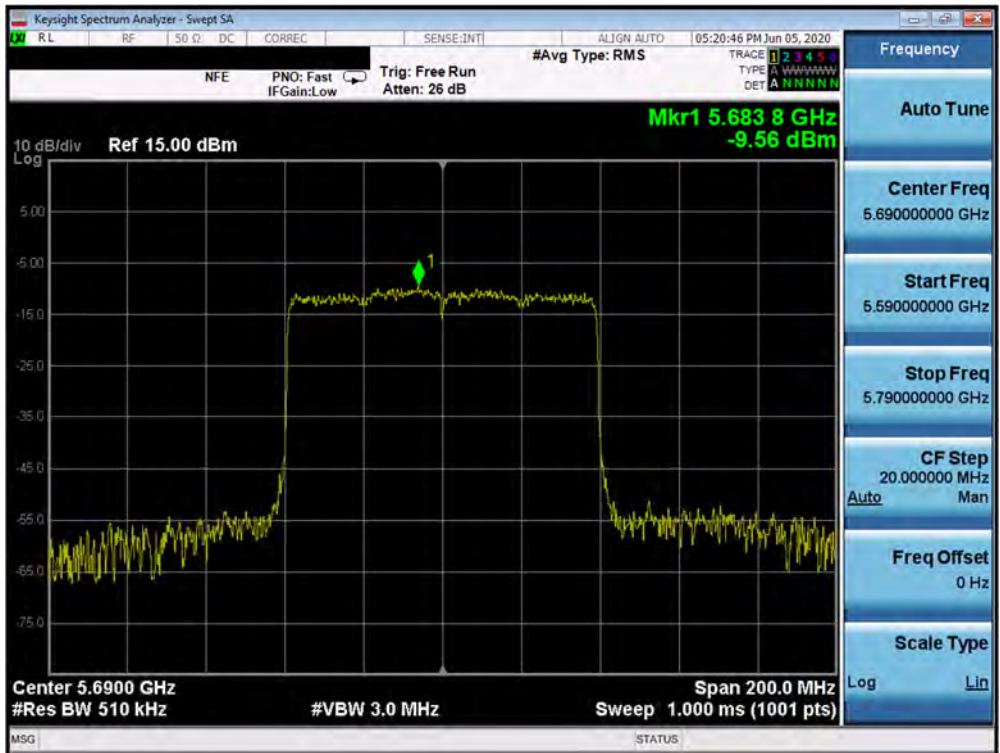 Keysight Spectrum Analyzer - Swept SA
LXI RL RF 50 Ω DC CORREC SENSE:INT ALIGN AUTO 05:20:46 PM Jun 05, 2020
#Avg Type: RMS TRACE 1 2 3 4 5 6
NFE PNO: Fast Trig: Free Run TYPE A WWWWW
IFGain:Low Atten: 26 dB DET A N N N N N
Mkr1 5.683 8 GHz
-9.56 dBm
10 dB/div Ref 15.00 dBm
Log
5.00
-5.00
1
-15.0
-25.0
-35.0
-45.0
-55.0
-65.0
-75.0
Center 5.6900 GHz Span 200.0 MHz
#Res BW 510 kHz #VBW 3.0 MHz Sweep 1.000 ms (1001 pts)
MSG STATUS
Frequency
Auto Tune
Center Freq
5.690000000 GHz
Start Freq
5.590000000 GHz
Stop Freq
5.790000000 GHz
CF Step
20.000000 MHz
Auto Man
Freq Offset
0 Hz
Scale Type
Log Lin